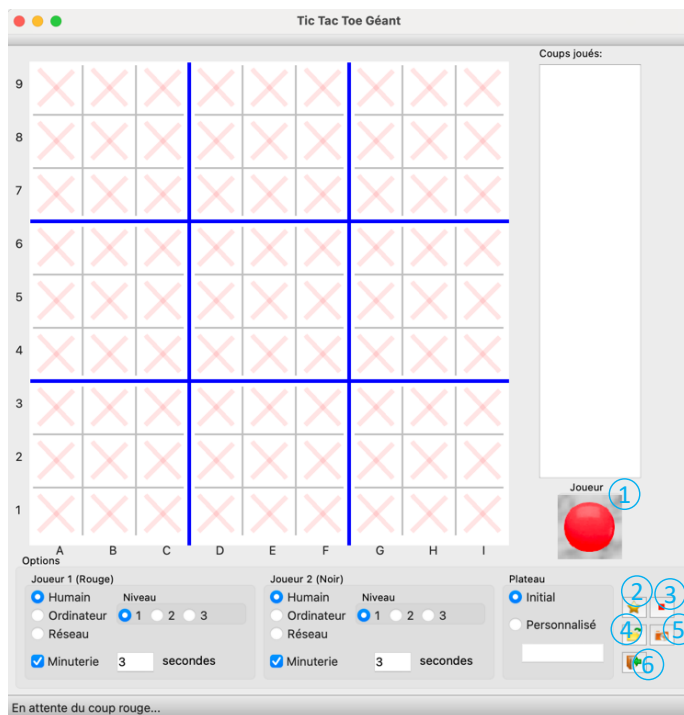 Tic Tac Toe Géant
Coups joués:
9
8
7
6
5
4
3
2
1
A B C D E F G H I
Joueur 1
Options
Joueur 1 (Rouge)
Humain
Niveau
Ordinateur
1 2 3
Réseau
Minuterie 3 secondes
Joueur 2 (Noir)
Humain
Niveau
Ordinateur
1 2 3
Réseau
Minuterie 3 secondes
Plateau
Initial
Personnalisé
2 3
4 5
6
En attente du coup rouge...